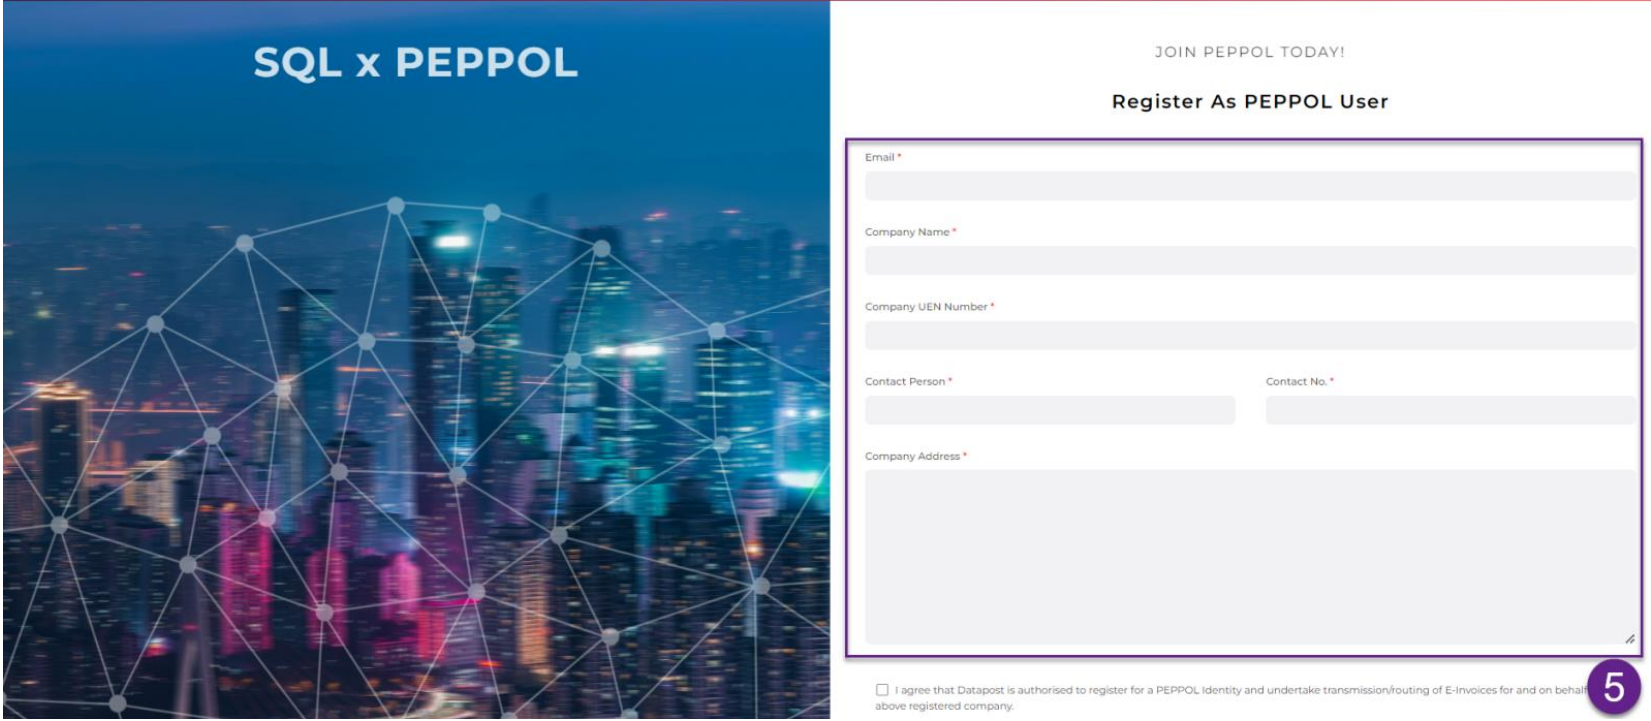 SQL x PEPPOL
JOIN PEPPOL TODAY!
Register As PEPPOL User
Email *
Company Name *
Company UEN Number *
Contact Person *
Contact No. *
Company Address *
I agree that Datapost is authorised to register for a PEPPOL Identity and undertake transmission/routing of E-Invoices for and on behalf
above registered company.
5